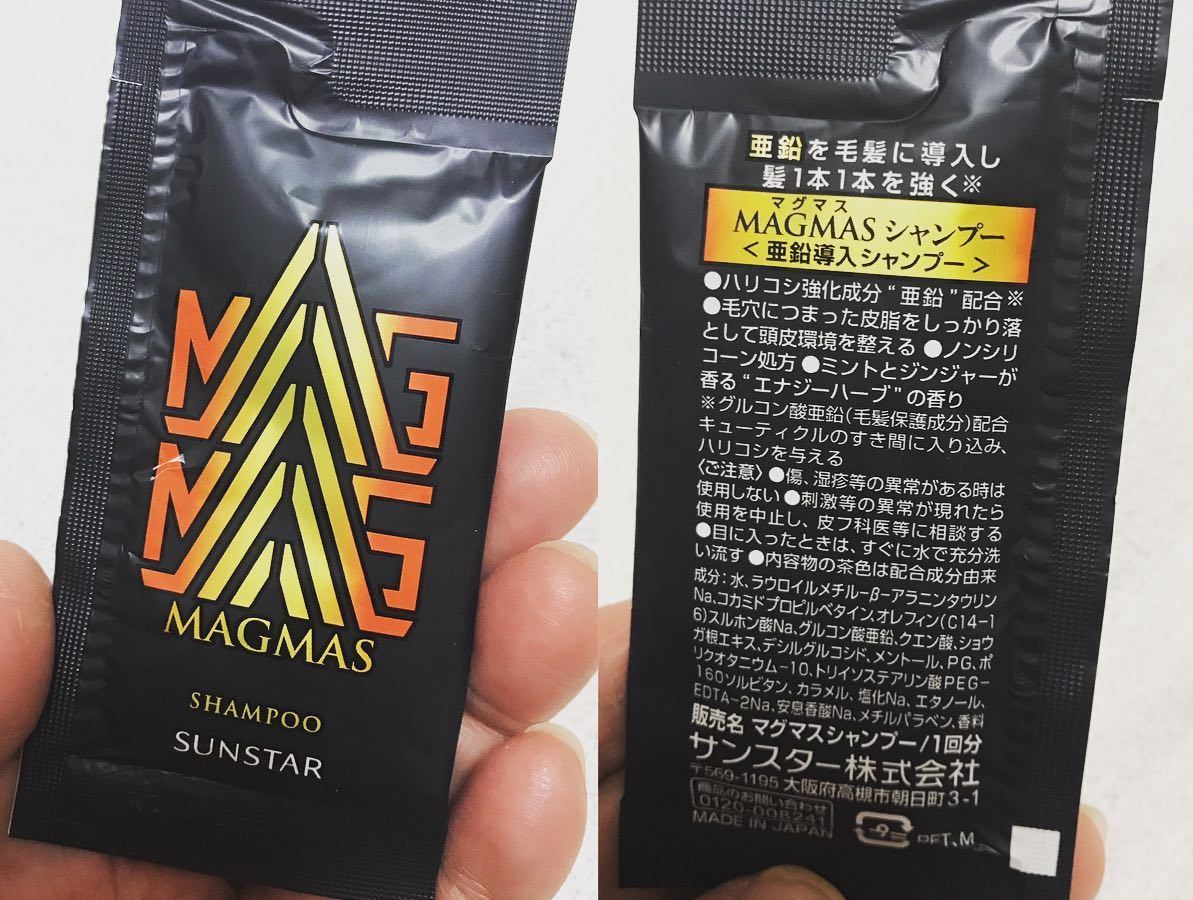 MAG
MAS
MAGMAS
SHAMPOO
SUNSTAR
亜鉛を毛髪に導入し
髪1本1本を強く※
マグマス
MAGMAS シャンプー
＜亜鉛導入シャンプー＞
●ハリコシ強化成分“亜鉛”配合※
●毛穴につまった皮脂をしっかり落
として頭皮環境を整える ●ノンシリ
コーン処方 ●ミントとジンジャーが
香る“エナジーハーブ”の香り
※グルコン酸亜鉛(毛髪保護成分)配合
キューティクルのすき間に入り込み、
ハリコシを与える
〈ご注意〉●傷、湿疹等の異常がある時は
使用しない ●刺激等の異常が現れたら
使用を中止し、皮フ科医等に相談する
●目に入ったときは、すぐに水で充分洗
い流す ●内容物の茶色は配合成分由来
成分：水、ラウロイルメチル-β-アラニンタウリン
Na、コカミドプロピルベタイン、オレフィン(C14-1
6)スルホン酸Na、グルコン酸亜鉛、クエン酸、ショウ
ガ根エキス、デシルグルコシド、メントール、PG、ポ
リクオタニウム-10、トリイソステアリン酸PEG-
160ソルビタン、カラメル、塩化Na、エタノール、
EDTA-2Na、安息香酸Na、メチルパラベン、香料
販売名 マグマスシャンプー/1回分
サンスター株式会社
〒569-1195 大阪府高槻市朝日町3-1
商品のお問い合わせ
0120-008241
MADE IN JAPAN
プラ PET、M